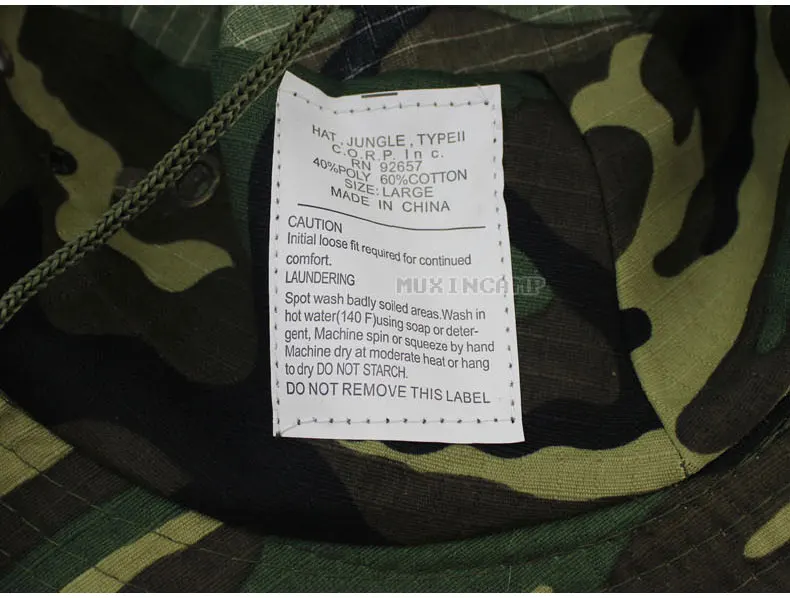 HAT, JUNGLE, TYPEII
C.O.R.P. Inc.
RN 92657
40%POLY 60%COTTON
SIZE: LARGE
MADE IN CHINA
CAUTION
Initial loose fit required for continued
comfort.
LAUNDERING
MUXINCAMP
Spot wash badly soiled areas.Wash in
hot water(140 F)using soap or deter-
gent, Machine spin or squeeze by hand
Machine dry at moderate heat or hang
to dry DO NOT STARCH.
DO NOT REMOVE THIS LABEL